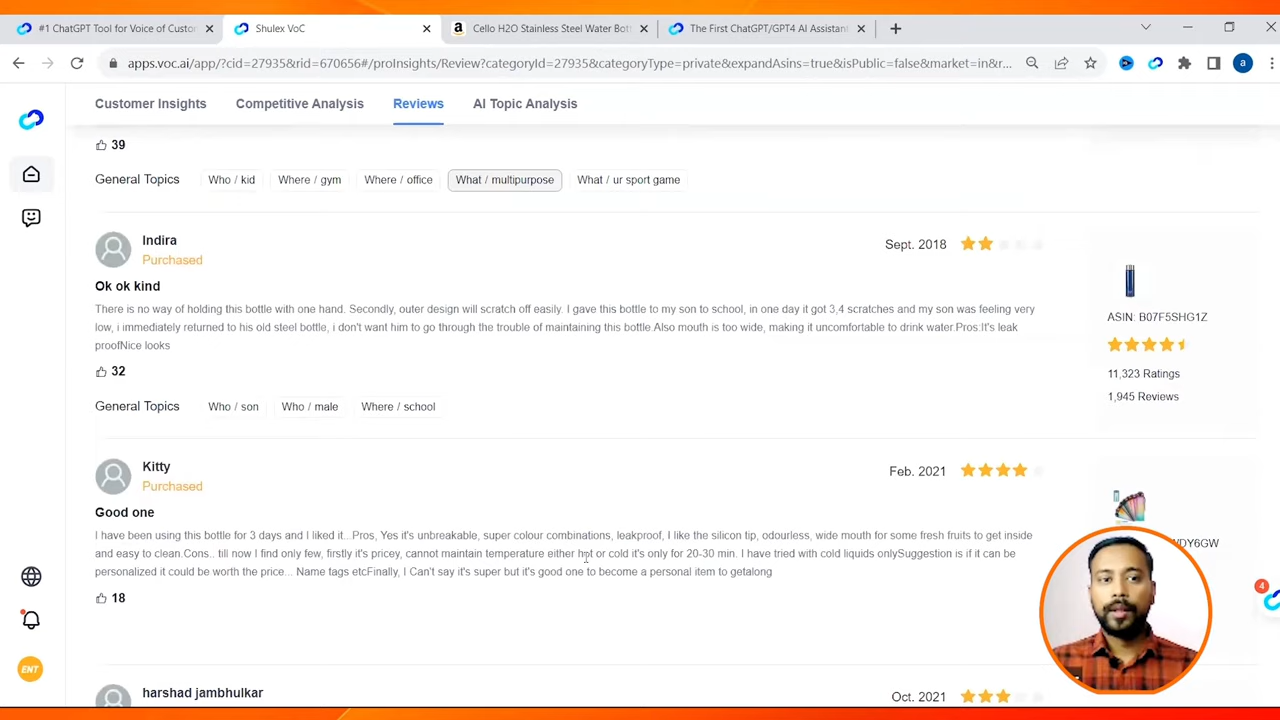 #1 ChatGPT Tool for Voice of Custor
Shulex VoC
Cello H2O Stainless Steel Water Bott
The First ChatGPT/GPT4 AI Assistant
apps.voc.ai/app/?cid=27935&rid=670656#/proInsights/Review?categoryId=27935&categoryType=private&expandAsins=true&isPublic=false&market=in&r...
a
Customer Insights Competitive Analysis Reviews AI Topic Analysis
39
General Topics Who / kid Where / gym Where / office What / multipurpose What / ur sport game
Indira
Purchased
Sept. 2018
Ok ok kind
There is no way of holding this bottle with one hand. Secondly, outer design will scratch off easily. I gave this bottle to my son to school, in one day it got 3,4 scratches and my son was feeling very
low, i immediately returned to his old steel bottle, i don't want him to go through the trouble of maintaining this bottle.Also mouth is too wide, making it uncomfortable to drink water.Pros:It's leak
proofNice looks
32
General Topics Who / son Who / male Where / school
ASIN: B07F5SHG1Z
11,323 Ratings
1,945 Reviews
Kitty
Purchased
Feb. 2021
Good one
I have been using this bottle for 3 days and I liked it...Pros, Yes it's unbreakable, super colour combinations, leakproof, I like the silicon tip, odourless, wide mouth for some fresh fruits to get inside
and easy to clean.Cons.. till now I find only few, firstly it's pricey, cannot maintain temperature either hot or cold it's only for 20-30 min. I have tried with cold liquids onlySuggestion is if it can be
personalized it could be worth the price... Name tags etcFinally, I Can't say it's super but it's good one to become a personal item to getalong
18
WDY6GW
harshad jambhulkar
Oct. 2021
ENT
4